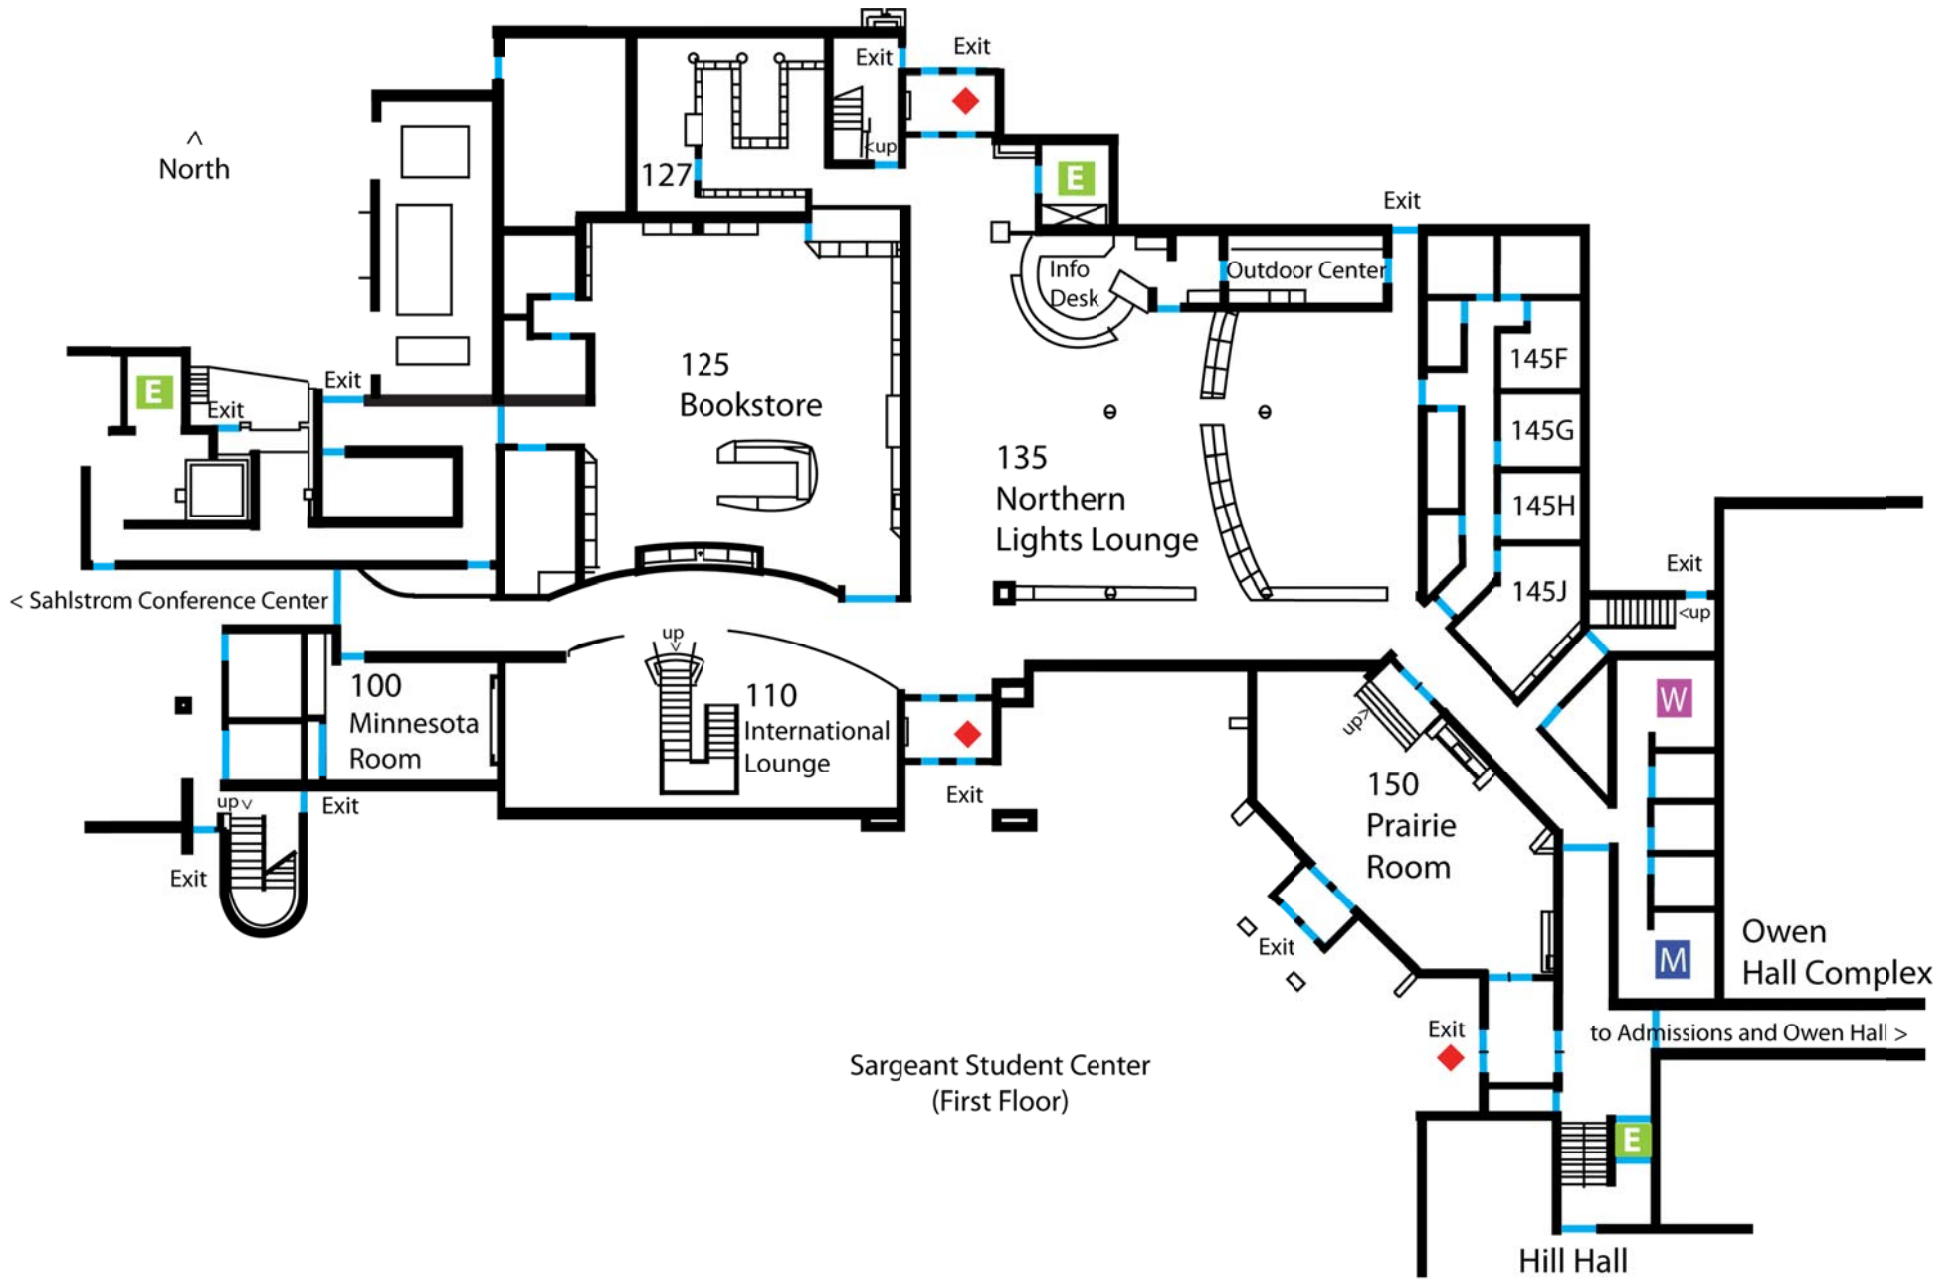 Exit
Exit
^
North
<up
127
E
Exit
Info
Desk
Outdoor Center
125
Bookstore
145F
E
Exit
Exit
145G
135
Northern
Lights Lounge
145H
Exit
145J
<up
< Sahlstrom Conference Center
up
v
100
Minnesota
Room
110
International
Lounge
W
up>
150
Prairie
Room
Exit
up v
Exit
Exit
Exit
Owen
Hall Complex
M
Exit
to Admissions and Owen Hall >
Sargeant Student Center
(First Floor)
E
Hill Hall